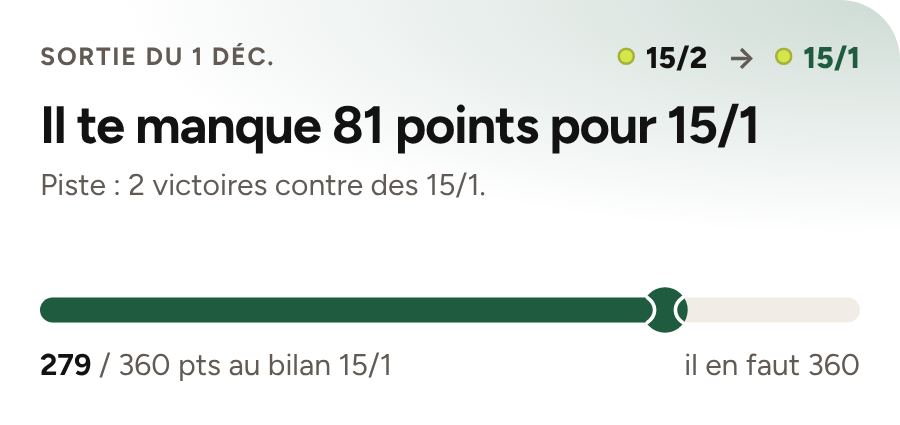 SORTIE DU 1 DÉC.
15/2 → 15/1
Il te manque 81 points pour 15/1
Piste : 2 victoires contre des 15/1.
279 / 360 pts au bilan 15/1
il en faut 360